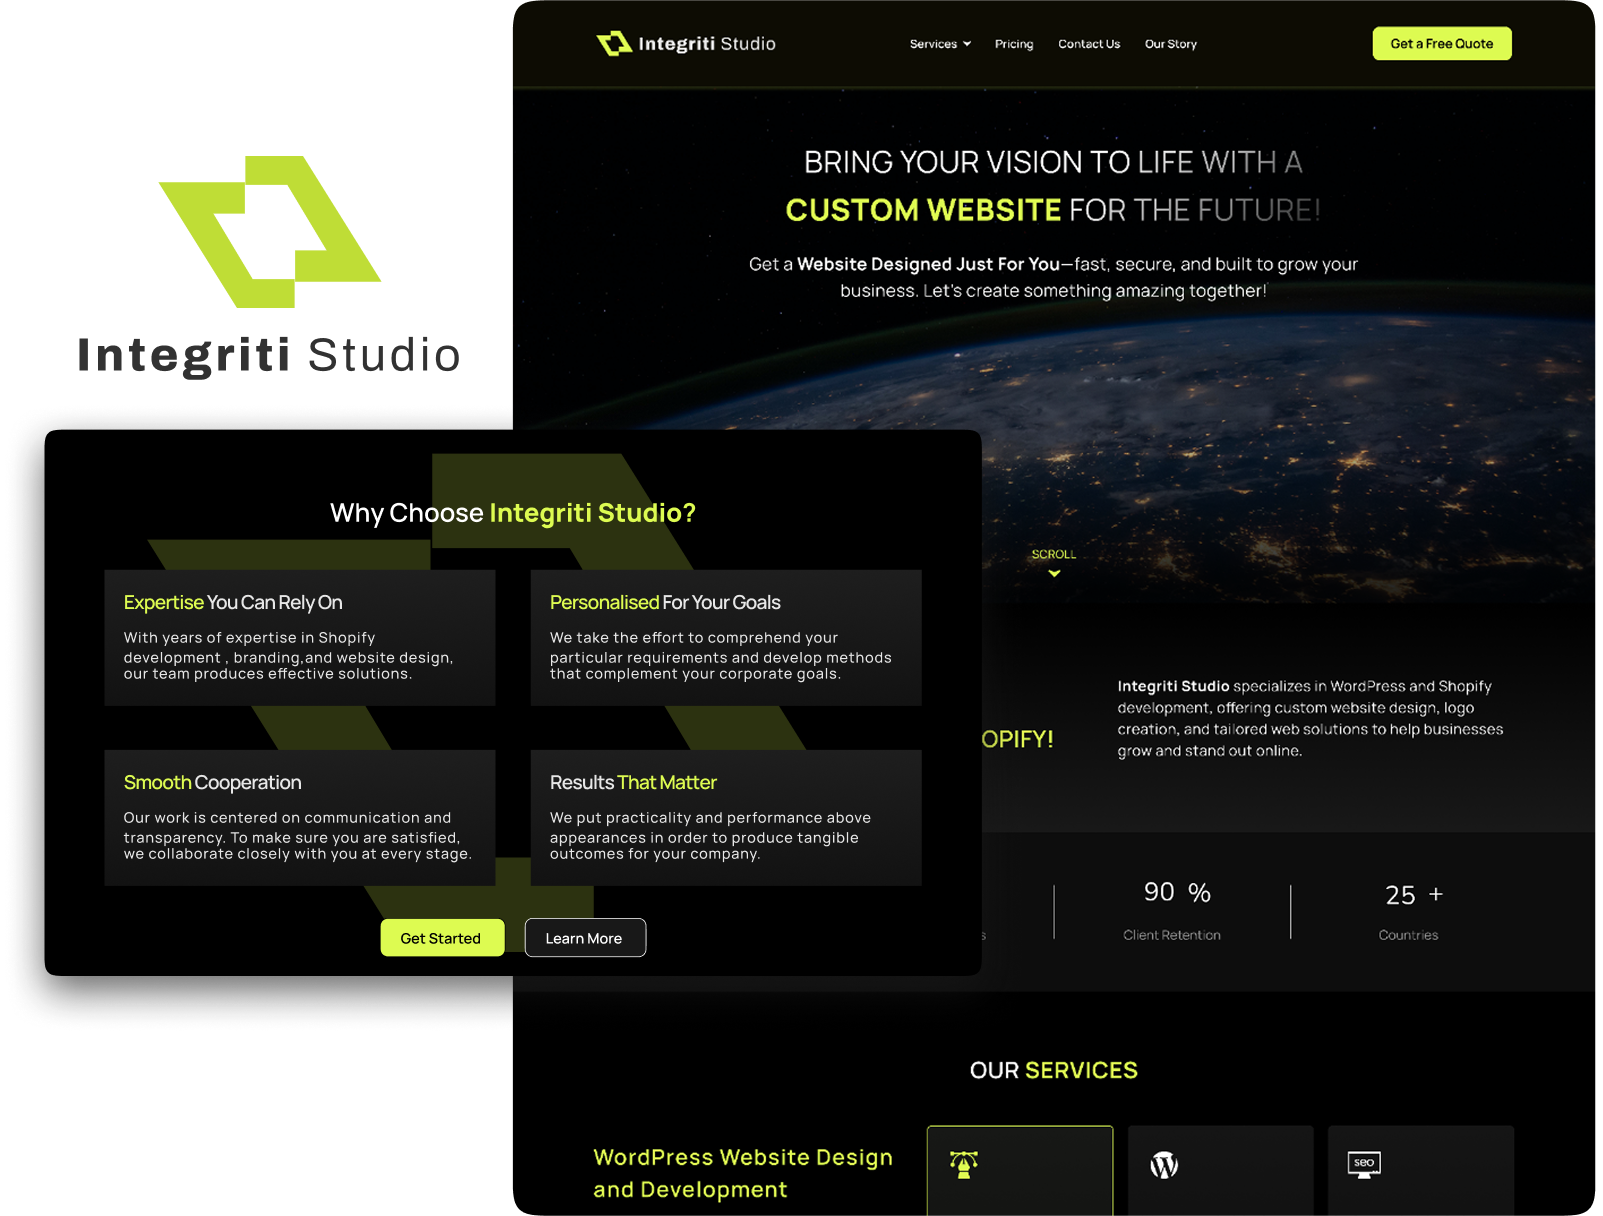 Integriti Studio
Services
Pricing
Contact Us
Our Story
Get a Free Quote
BRING YOUR VISION TO LIFE WITH A
CUSTOM WEBSITE FOR THE FUTURE!
Get a Website Designed Just For You—fast, secure, and built to grow your
business. Let's create something amazing together!
SCROLL
Integriti Studio
Why Choose Integriti Studio?
Expertise You Can Rely On
With years of expertise in Shopify
development , branding,and website design,
our team produces effective solutions.
Personalised For Your Goals
We take the effort to comprehend your
particular requirements and develop methods
that complement your corporate goals.
Smooth Cooperation
Our work is centered on communication and
transparency. To make sure you are satisfied,
we collaborate closely with you at every stage.
Results That Matter
We put practicality and performance above
appearances in order to produce tangible
outcomes for your company.
Get Started
Learn More
OPIFY!
Integriti Studio specializes in WordPress and Shopify
development, offering custom website design, logo
creation, and tailored web solutions to help businesses
grow and stand out online.
s
90 %
Client Retention
25 +
Countries
OUR SERVICES
WordPress Website Design
and Development
SEO